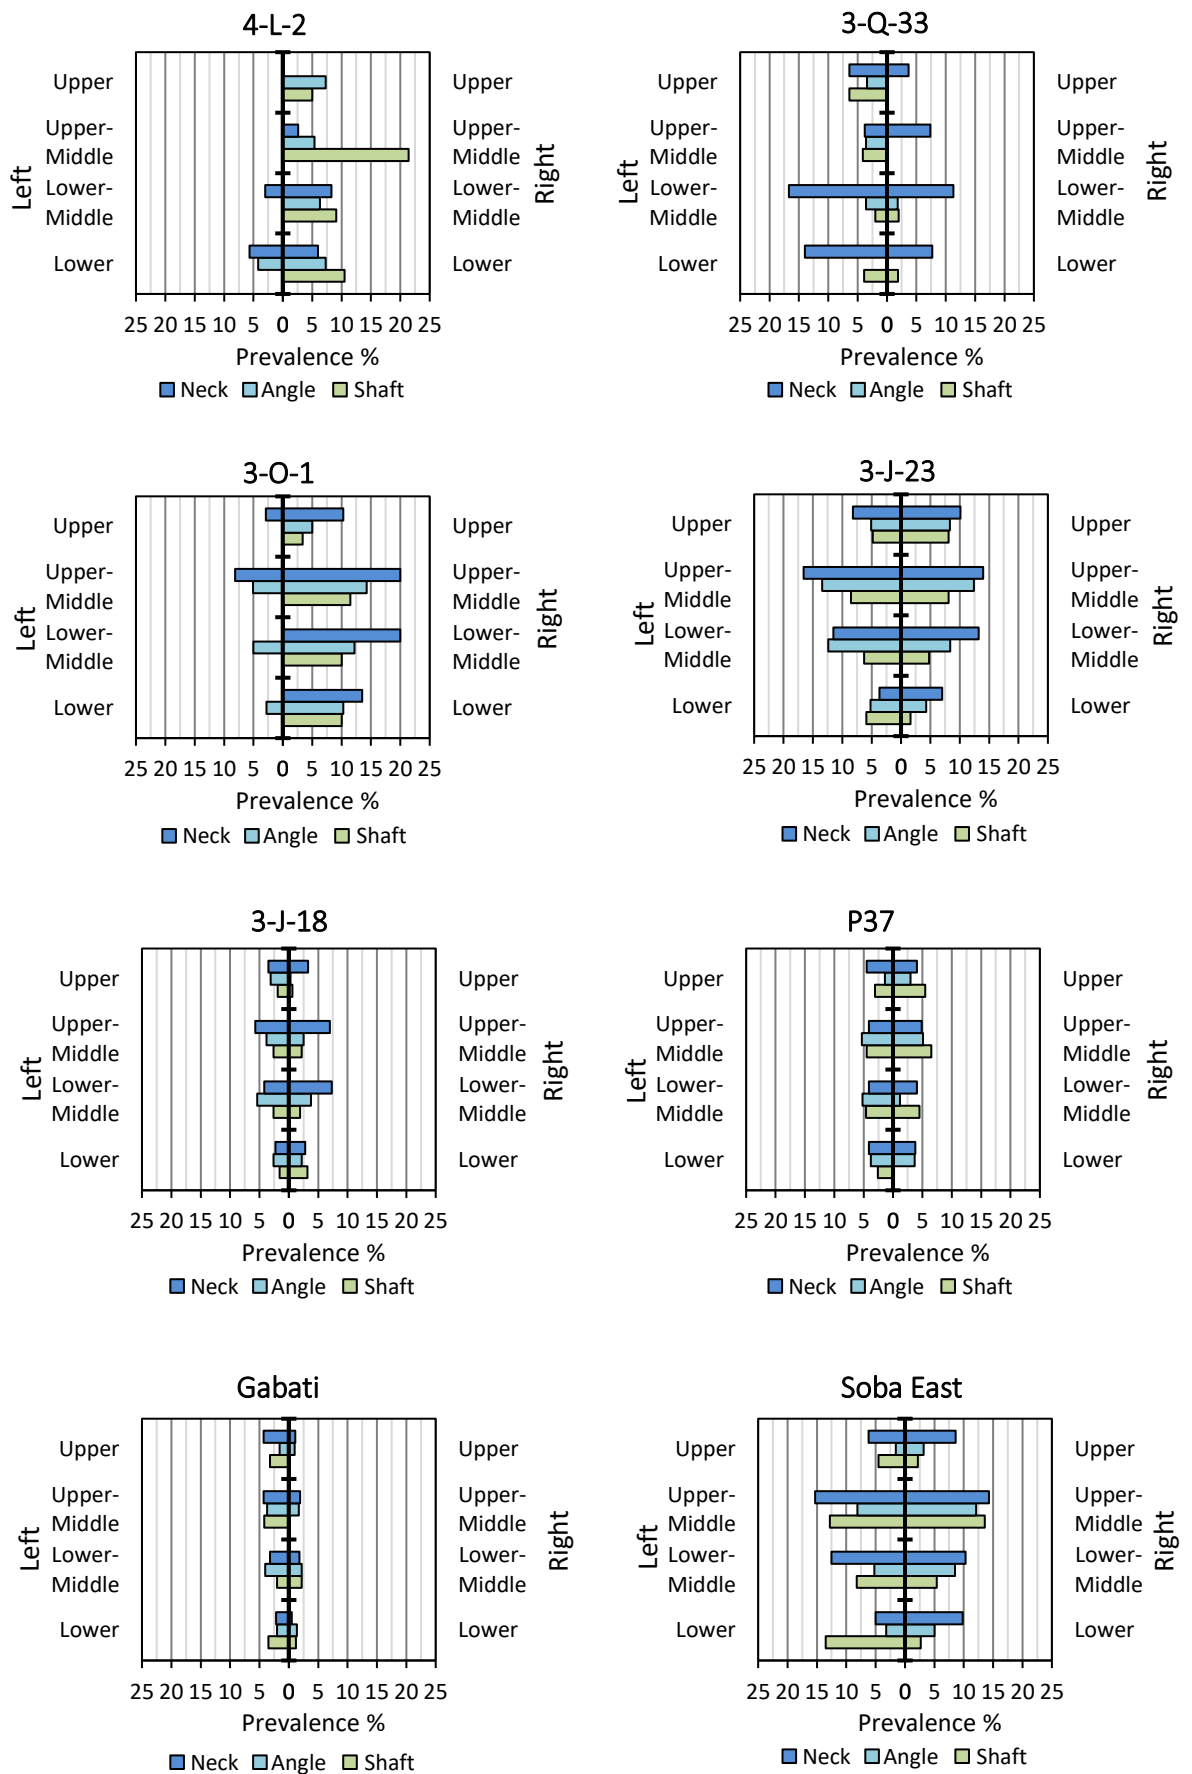 4-L-2
Left
Upper
Upper-
Middle
Lower-
Middle
Lower
Upper
Upper-
Middle
Lower-
Middle
Lower
Right
25 20 15 10 5 0 5 10 15 20 25
Prevalence %
Neck Angle Shaft
3-Q-33
Left
Upper
Upper-
Middle
Lower-
Middle
Lower
Upper
Upper-
Middle
Lower-
Middle
Lower
Right
25 20 15 10 5 0 5 10 15 20 25
Prevalence %
Neck Angle Shaft
3-O-1
Left
Upper
Upper-
Middle
Lower-
Middle
Lower
Upper
Upper-
Middle
Lower-
Middle
Lower
Right
25 20 15 10 5 0 5 10 15 20 25
Prevalence %
Neck Angle Shaft
3-J-23
Left
Upper
Upper-
Middle
Lower-
Middle
Lower
Upper
Upper-
Middle
Lower-
Middle
Lower
Right
25 20 15 10 5 0 5 10 15 20 25
Prevalence %
Neck Angle Shaft
3-J-18
Left
Upper
Upper-
Middle
Lower-
Middle
Lower
Upper
Upper-
Middle
Lower-
Middle
Lower
Right
25 20 15 10 5 0 5 10 15 20 25
Prevalence %
Neck Angle Shaft
P37
Left
Upper
Upper-
Middle
Lower-
Middle
Lower
Upper
Upper-
Middle
Lower-
Middle
Lower
Right
25 20 15 10 5 0 5 10 15 20 25
Prevalence %
Neck Angle Shaft
Gabati
Left
Upper
Upper-
Middle
Lower-
Middle
Lower
Upper
Upper-
Middle
Lower-
Middle
Lower
Right
25 20 15 10 5 0 5 10 15 20 25
Prevalence %
Neck Angle Shaft
Soba East
Left
Upper
Upper-
Middle
Lower-
Middle
Lower
Upper
Upper-
Middle
Lower-
Middle
Lower
Right
25 20 15 10 5 0 5 10 15 20 25
Prevalence %
Neck Angle Shaft